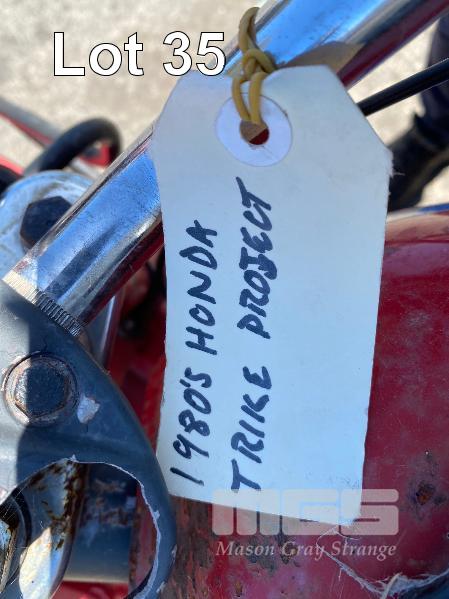 Lot 35
1980'S HONDA
TRIKE PROJECT
MGS
Mason Gray Strange